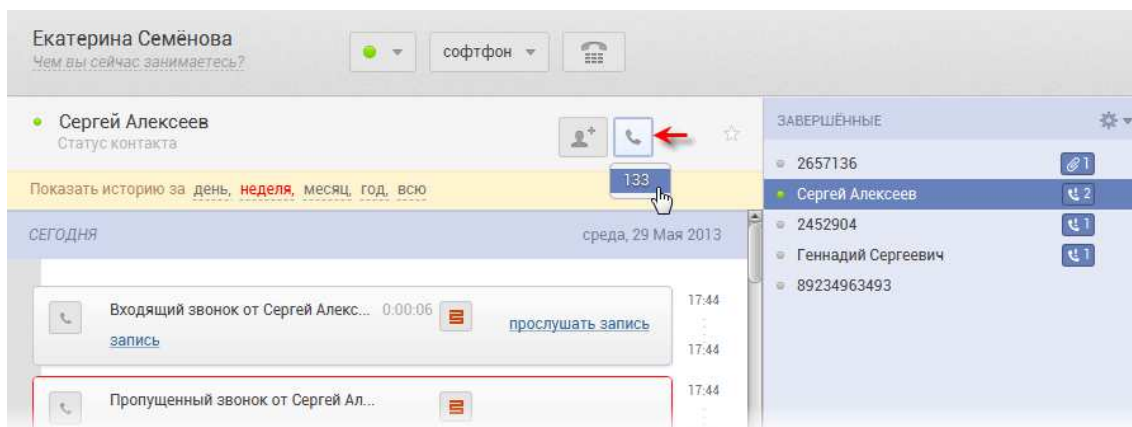 Екатерина Семёнова
Чем вы сейчас занимаетесь?
софтфон
Сергей Алексеев
Статус контакта
133
Показать историю за день, неделя, месяц, год, всю
СЕГОДНЯ среда, 29 Мая 2013
Входящий звонок от Сергей Алекс... 0:00:06
прослушать запись
запись
17:44
17:44
Пропущенный звонок от Сергей Ал...
17:44
ЗАВЕРШЁННЫЕ
2657136 1
Сергей Алексеев 2
2452904 1
Геннадий Сергеевич 1
89234963493